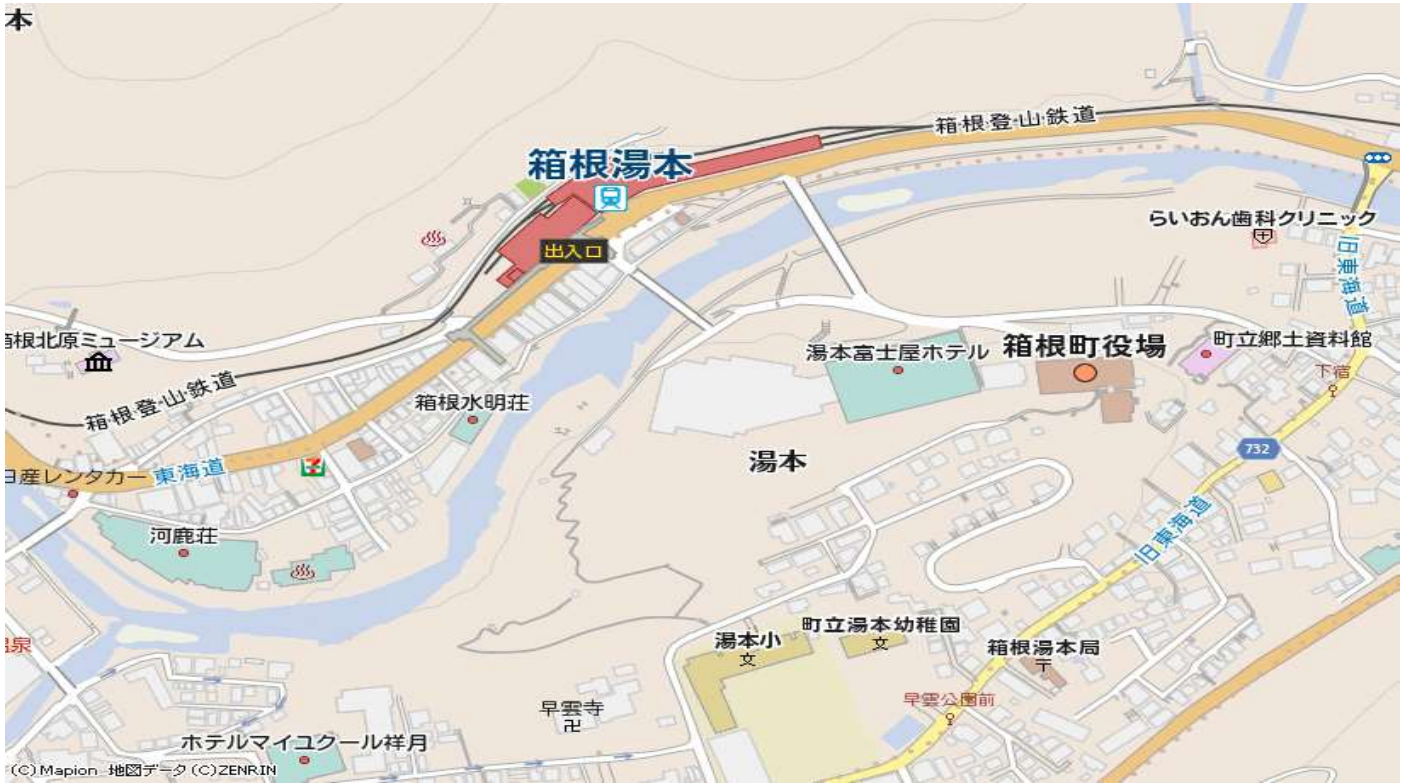 本
箱根登山鉄道
箱根湯本
らいおん歯科クリニック
出入口
旧東海道
箱根北原ミュージアム
湯本富士屋ホテル
箱根町役場
町立郷土資料館
下宿
箱根登山鉄道
箱根水明荘
湯本
732
日産レンタカー
東海道
旧東海道
河鹿荘
温泉
湯本小
文
町立湯本幼稚園
文
箱根湯本局
〒
早雲寺
卍
早雲公園前
ホテルマイユクール祥月
(C)Mapion 地図データ(C)ZENRIN